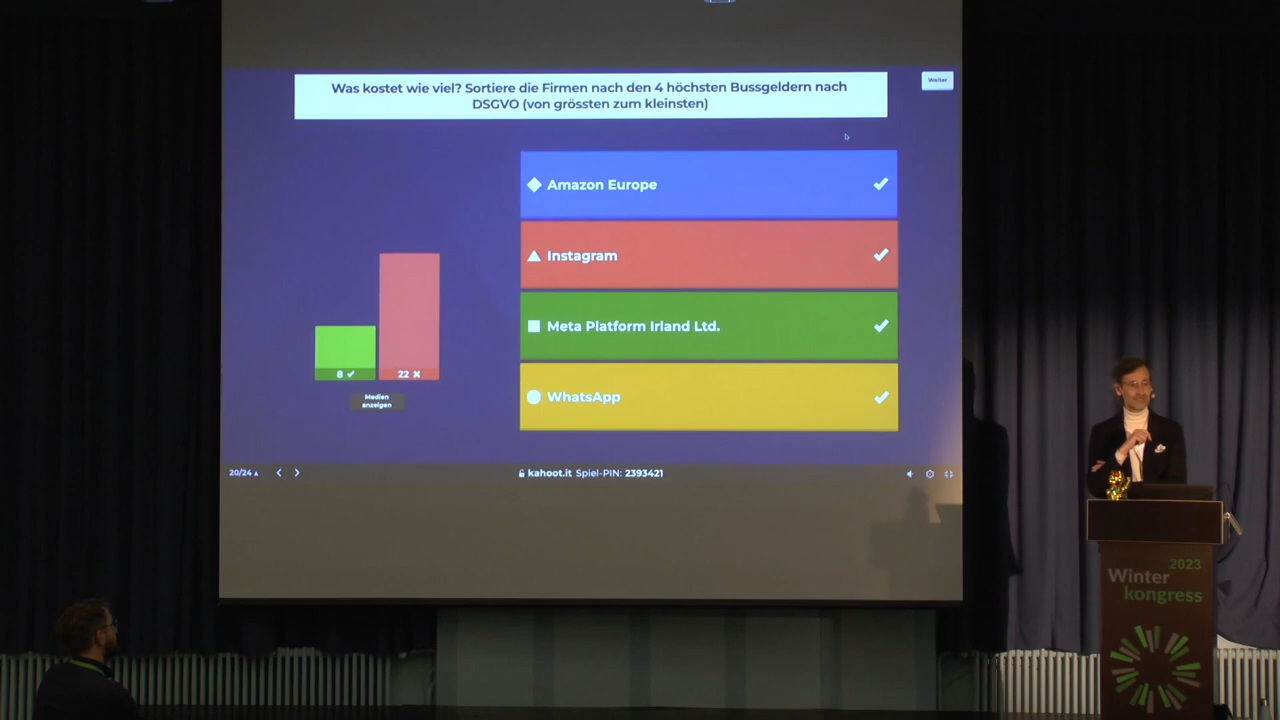 Was kostet wie viel? Sortiere die Firmen nach den 4 höchsten Bussgeldern nach
DSGVO (von grössten zum kleinsten)
Weiter
Amazon Europe
Instagram
Meta Platform Irland Ltd.
WhatsApp
8
22
Medien
anzeigen
20/24
kahoot.it Spiel-PIN: 2393421
2023
Winter
kongress